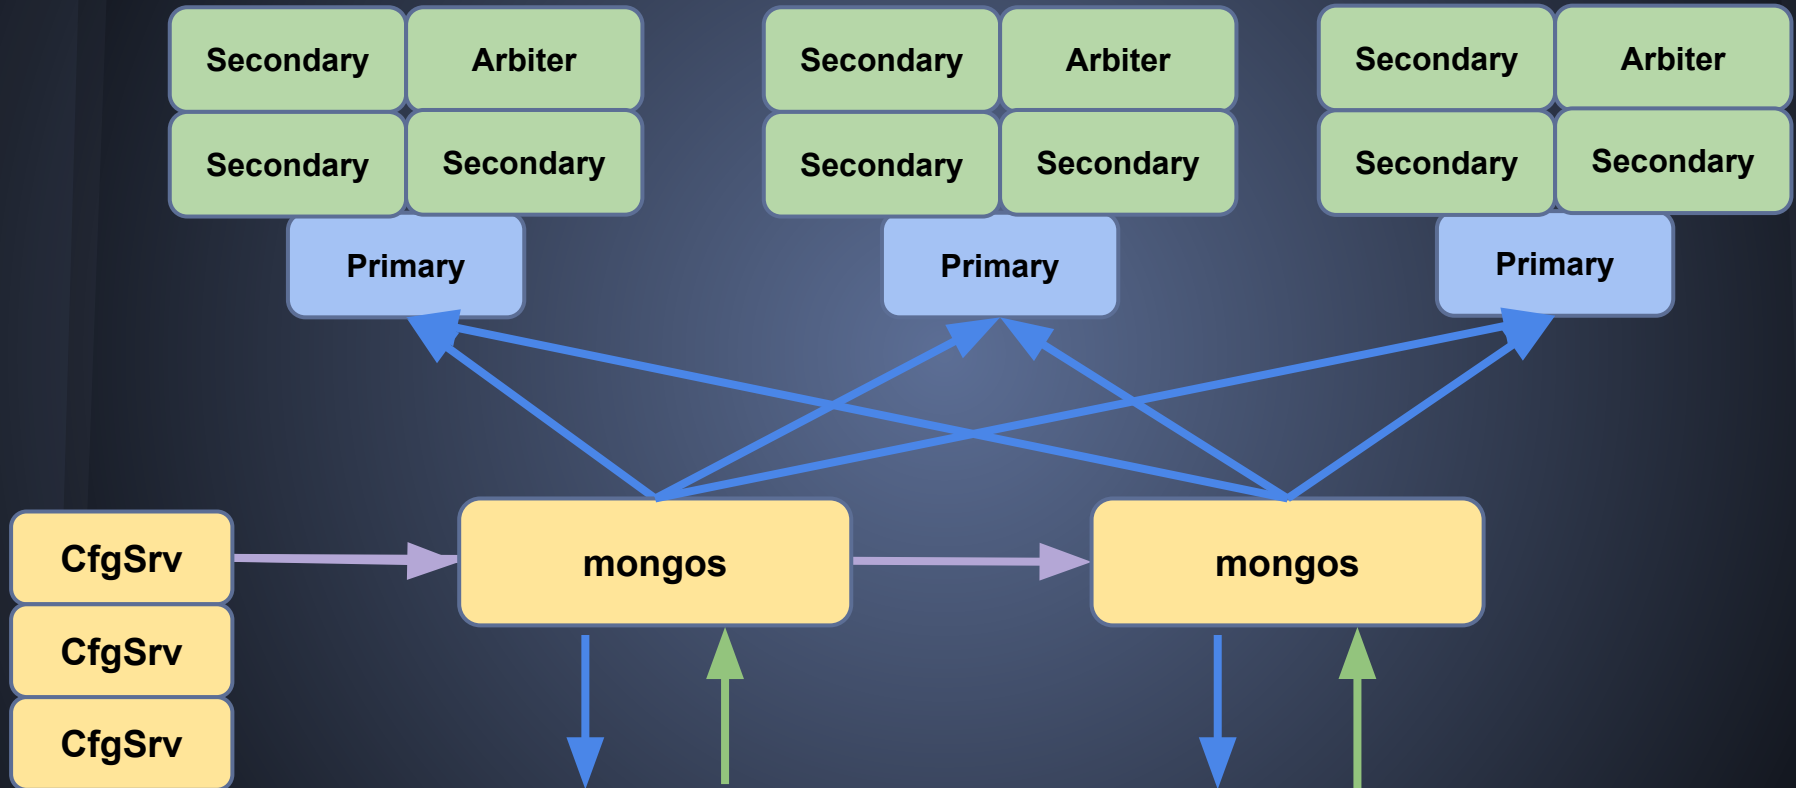 Secondary Arbiter Secondary Arbiter Secondary Arbiter
Secondary Secondary Secondary Secondary Secondary Secondary
Primary Primary Primary
CfgSrv mongos mongos
CfgSrv
CfgSrv